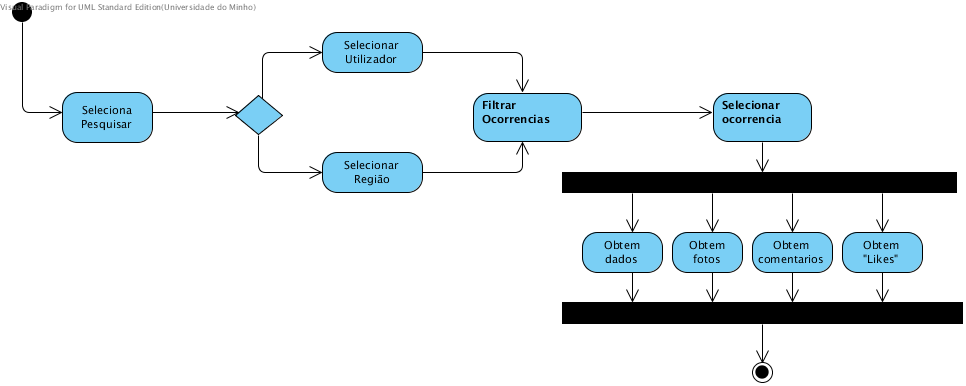 Visual Paradigm for UML Standard Edition(Universidade do Minho)
Selecionar
Utilizador
Seleciona
Pesquisar
Filtrar
Ocorrencias
Selecionar
ocorrencia
Selecionar
Região
Obtem
dados
Obtem
fotos
Obtem
comentarios
Obtem
"Likes"